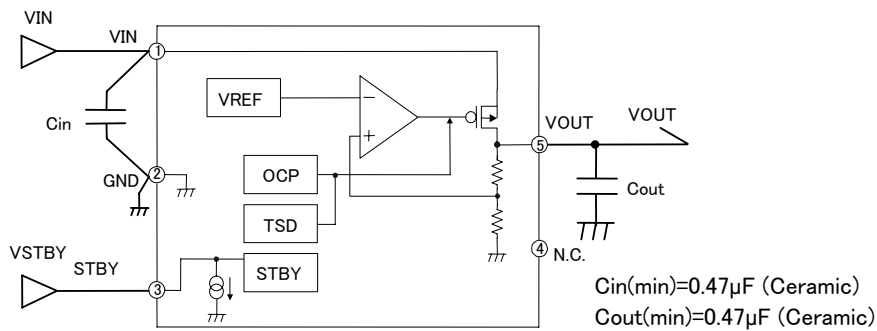 VIN
VIN
1
VREF
−
+
Cin
VOUT
VOUT
5
GND
2
OCP
Cout
TSD
4
N.C.
VSTBY
STBY
3
STBY
Cin(min)=0.47µF (Ceramic)
Cout(min)=0.47µF (Ceramic)